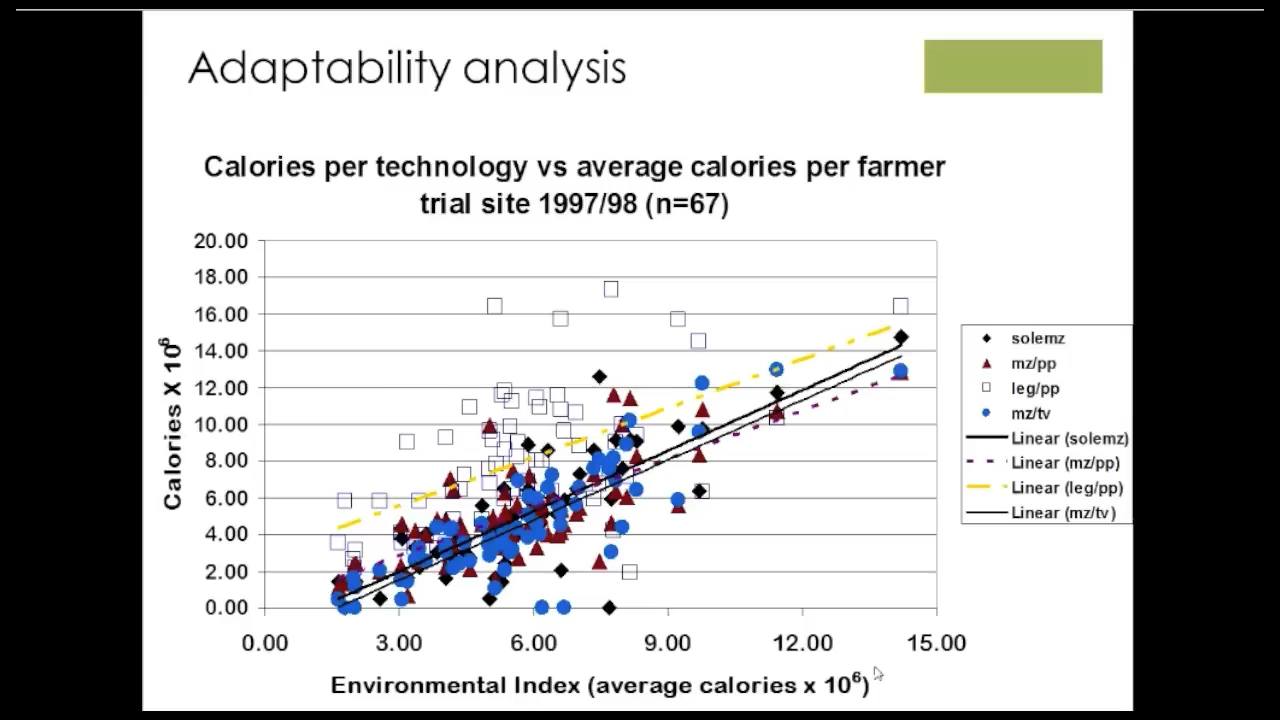 Adaptability analysis
Calories per technology vs average calories per farmer
trial site 1997/98 (n=67)
20.00
18.00
16.00
14.00
12.00
10.00
8.00
6.00
4.00
2.00
0.00
Calories X 10⁶
0.00 3.00 6.00 9.00 12.00 15.00
Environmental Index (average calories x 10⁶)
solemz
mz/pp
leg/pp
mz/tv
Linear (solemz)
Linear (mz/pp)
Linear (leg/pp)
Linear (mz/tv)